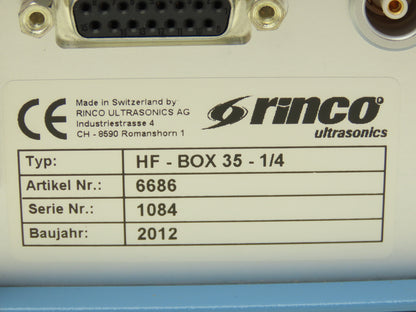 CE
Made in Switzerland by:
RINCO ULTRASONICS AG
Industriestrasse 4
CH - 8590 Romanshorn 1
rinco
ultrasonics
Typ: HF - BOX 35 - 1/4
Artikel Nr.: 6686
Serie Nr.: 1084
Baujahr: 2012